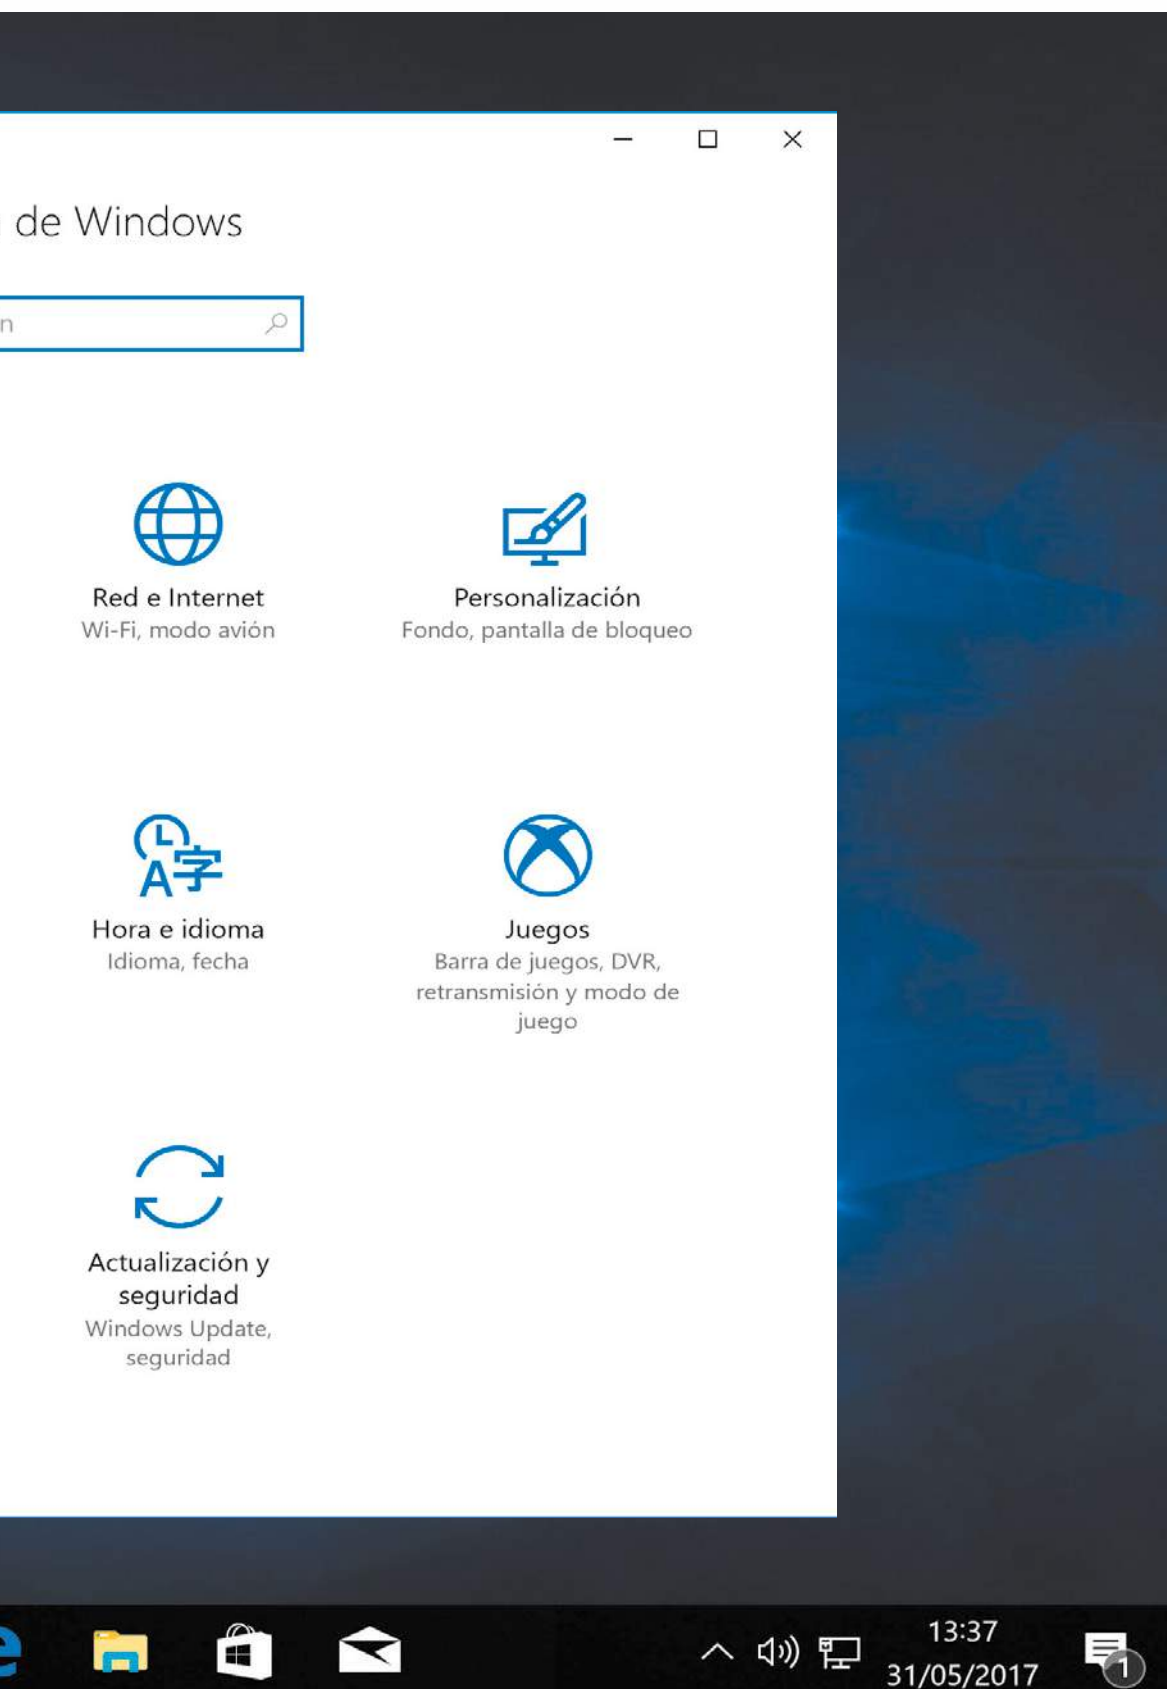 de Windows
n
Red e Internet
Wi-Fi, modo avión
Personalización
Fondo, pantalla de bloqueo
Hora e idioma
Idioma, fecha
Juegos
Barra de juegos, DVR,
retransmisión y modo de
juego
Actualización y
seguridad
Windows Update,
seguridad
13:37
31/05/2017
1